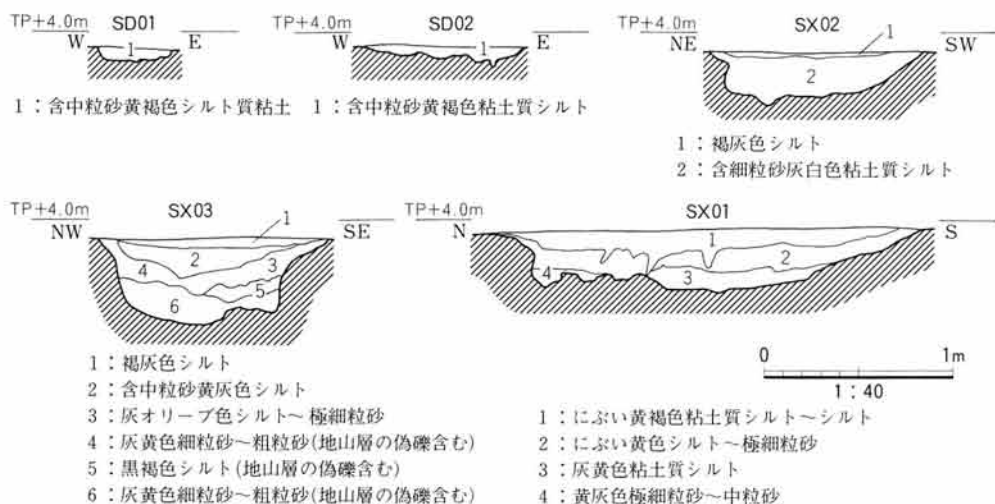 TP+4.0m SD01
W 1 E
1：含中粒砂黄褐色シルト質粘土
TP+4.0m SD02
W 1 E
1：含中粒砂黄褐色粘土質シルト
TP+4.0m SX02 1
NE SW
2
1：褐灰色シルト
2：含細粒砂灰白色粘土質シルト
TP+4.0m SX03 1
NW SE
2
4 3
5
6
1：褐灰色シルト
2：含中粒砂黄灰色シルト
3：灰オリーブ色シルト～極細粒砂
4：灰黄色細粒砂～粗粒砂(地山層の偽礫含む)
5：黒褐色シルト(地山層の偽礫含む)
6：灰黄色細粒砂～粗粒砂(地山層の偽礫含む)
TP+4.0m SX01
N S
1
2
4 3
0 1m
1：40
1：にぶい黄褐色粘土質シルト～シルト
2：にぶい黄色シルト～極細粒砂
3：灰黄色粘土質シルト
4：黄灰色極細粒砂～中粒砂